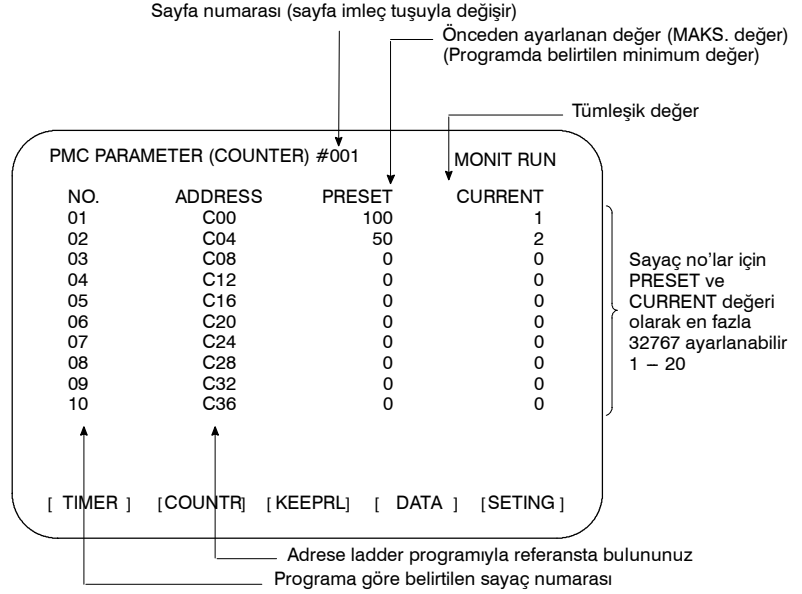 Sayfa numarası (sayfa imleç tuşuyla değişir)
Önceden ayarlanan değer (MAKS. değer)
(Programda belirtilen minimum değer)
Tümleşik değer
PMC PARAMETER (COUNTER) #001 MONIT RUN
NO. ADDRESS PRESET CURRENT
01 C00 100 1
02 C04 50 2
03 C08 0 0
04 C12 0 0
05 C16 0 0
06 C20 0 0
07 C24 0 0
08 C28 0 0
09 C32 0 0
10 C36 0 0
Sayaç no’lar için
PRESET ve
CURRENT değeri
olarak en fazla
32767 ayarlanabilir
1 – 20
[ TIMER ] [COUNTR] [KEEPRL] [ DATA ] [SETING ]
Adrese ladder programıyla referansta bulununuz
Programa göre belirtilen sayaç numarası